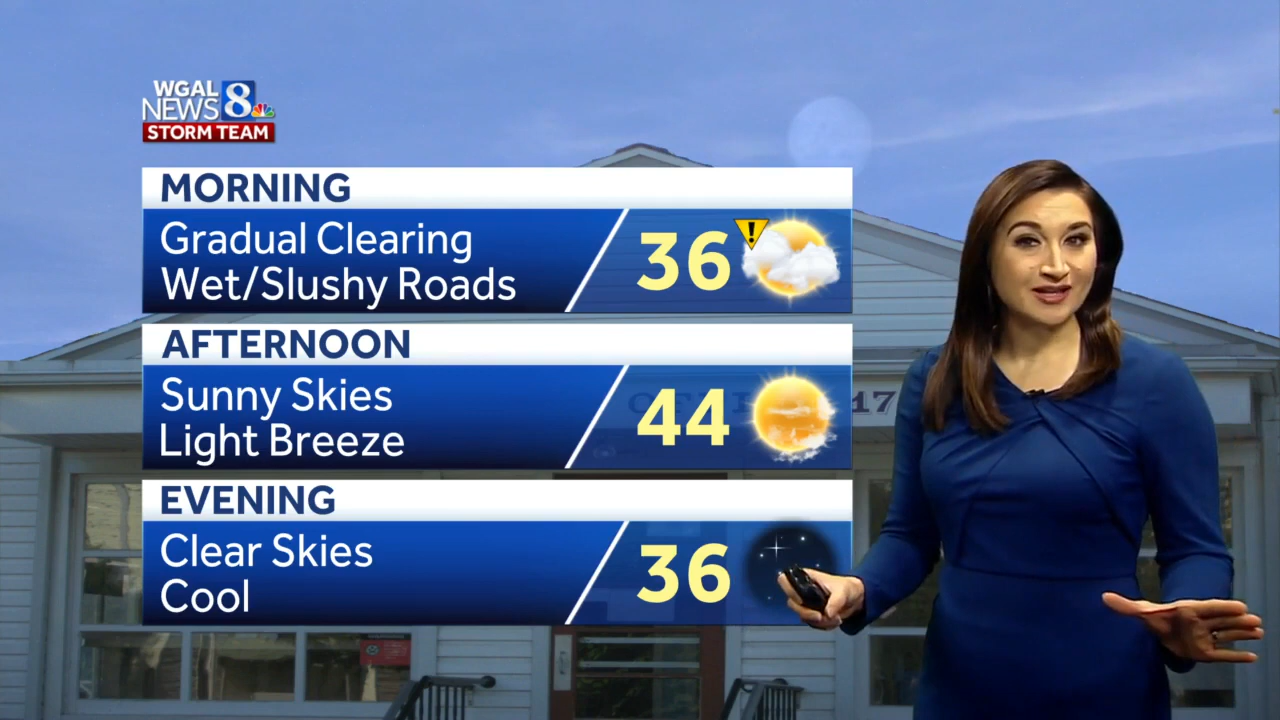 WGAL
NEWS 8
STORM TEAM
MORNING
Gradual Clearing
Wet/Slushy Roads
36
!
AFTERNOON
Sunny Skies
Light Breeze
44
17
EVENING
Clear Skies
Cool
36